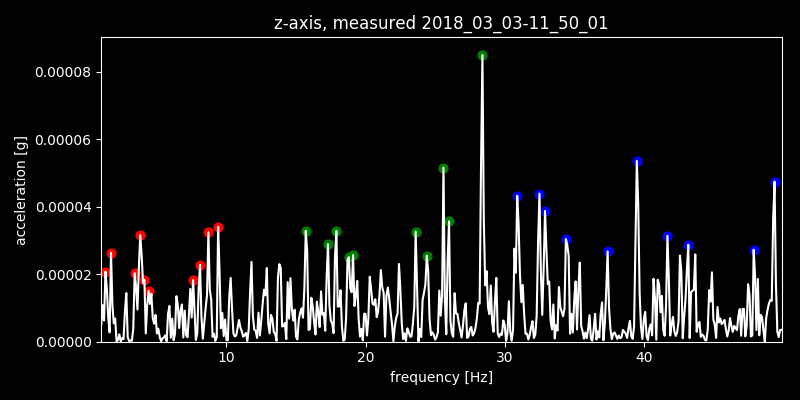 z-axis, measured 2018_03_03-11_50_01
acceleration [g]
0.00008
0.00006
0.00004
0.00002
0.00000
10 20 30 40
frequency [Hz]